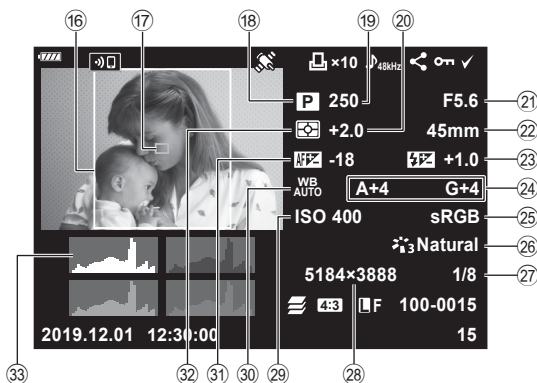 ⑯ ⑰ ⑱ ⑲ ⑳
×10 48kHz
P 250 F5.6 ㉑
+2.0 45mm ㉒
AF -18 +1.0 ㉓
WB AUTO A+4 G+4 ㉔
ISO 400 sRGB ㉕
3 Natural ㉖
5184×3888 1/8 ㉗
4:3 L F 100-0015
2019.12.01 12:30:00 15
㉝ ㉜ ㉛ ㉚ ㉙ ㉘